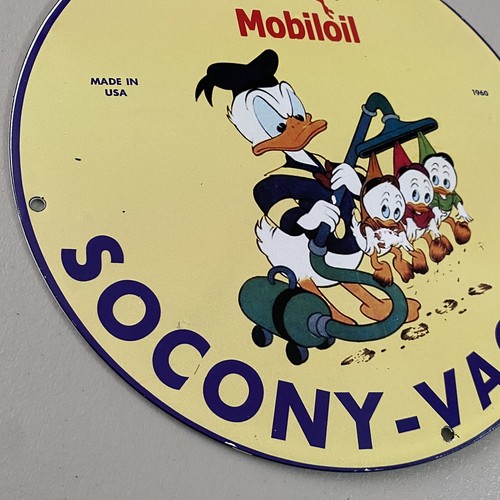 Mobiloil
MADE IN
USA
1960
SOCONY-VA